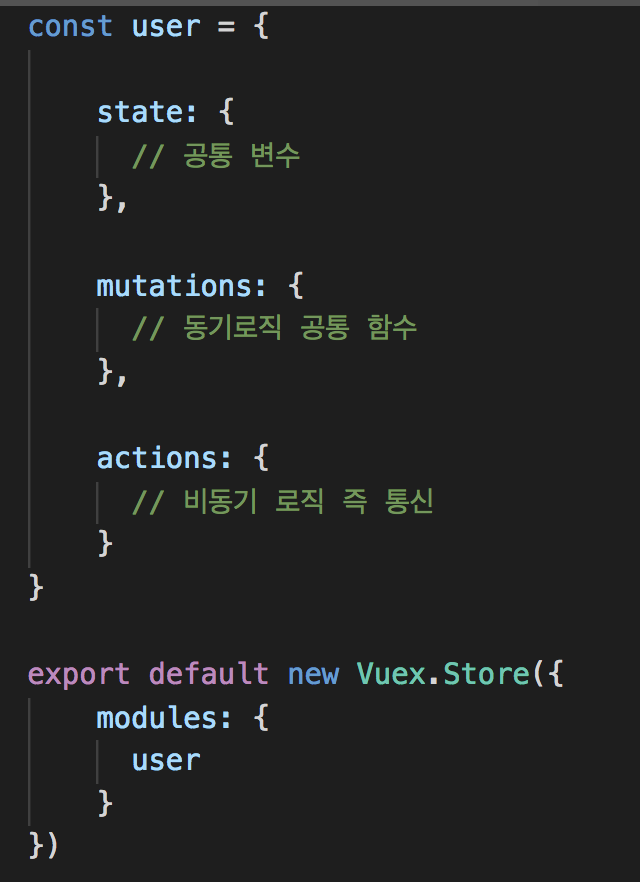 const user = {
state: {
// 공통 변수
},
mutations: {
// 동기로직 공통 함수
},
actions: {
// 비동기 로직 즉 통신
}
}
export default new Vuex.Store({
modules: {
user
}
})